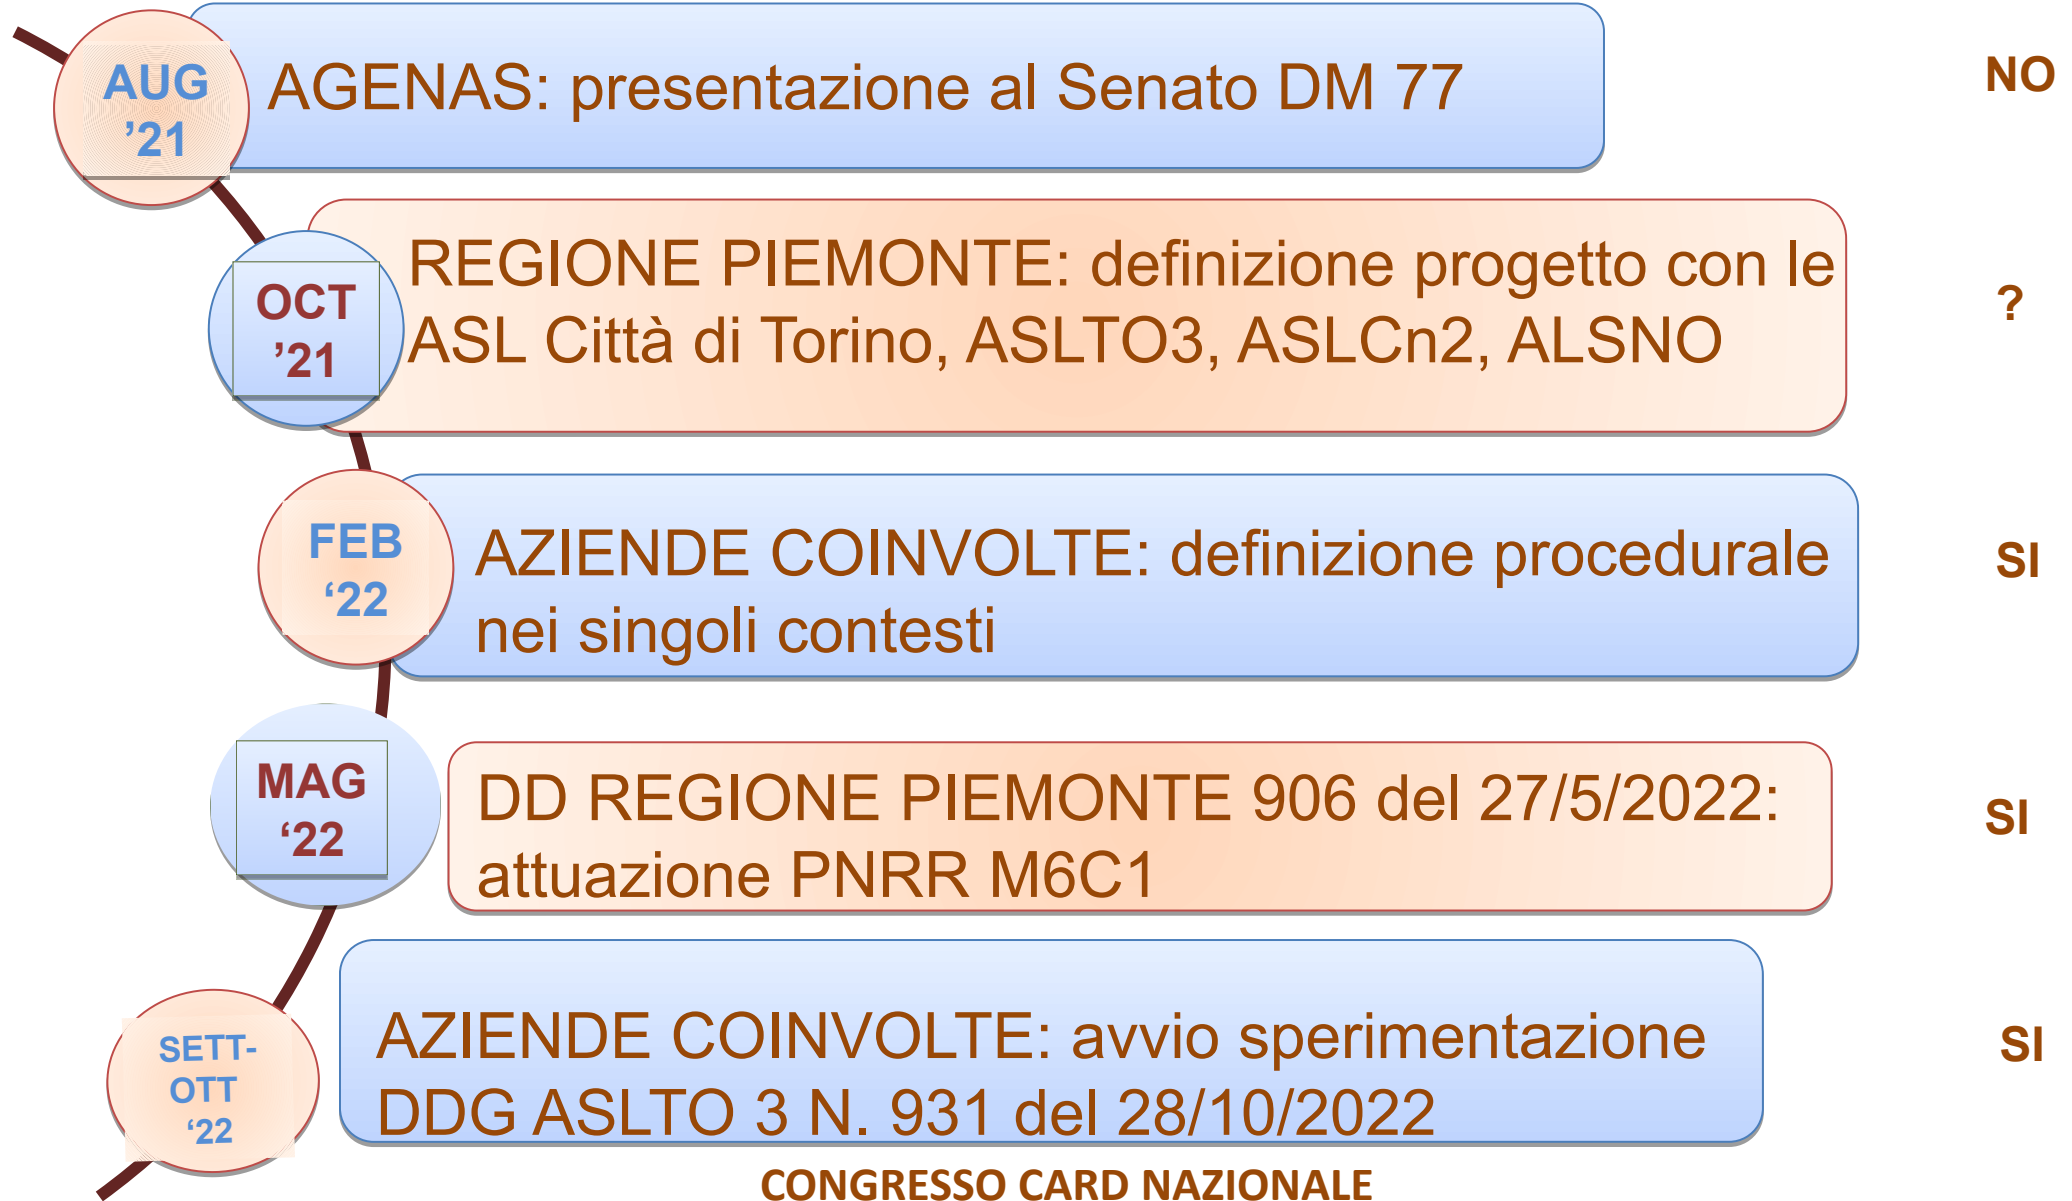 AUG
’21
AGENAS: presentazione al Senato DM 77
NO
OCT
’21
REGIONE PIEMONTE: definizione progetto con le
ASL Città di Torino, ASLTO3, ASLCn2, ALSNO
?
FEB
‘22
AZIENDE COINVOLTE: definizione procedurale
nei singoli contesti
SI
MAG
‘22
DD REGIONE PIEMONTE 906 del 27/5/2022:
attuazione PNRR M6C1
SI
SETT-
OTT
‘22
AZIENDE COINVOLTE: avvio sperimentazione
DDG ASLTO 3 N. 931 del 28/10/2022
SI
CONGRESSO CARD NAZIONALE